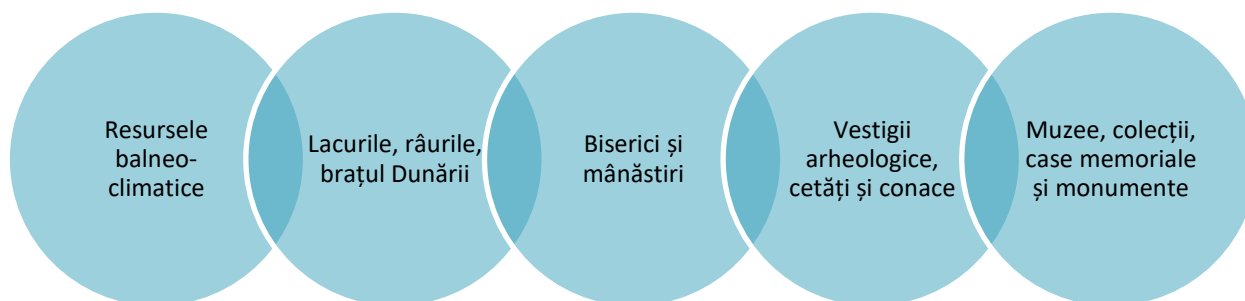 Resursele
balneo-
climatice
Lacurile, râurile,
brațul Dunării
Biserici și
mânăstiri
Vestigii
arheologice,
cetăți și conace
Muzee, colecții,
case memoriale
și monumente